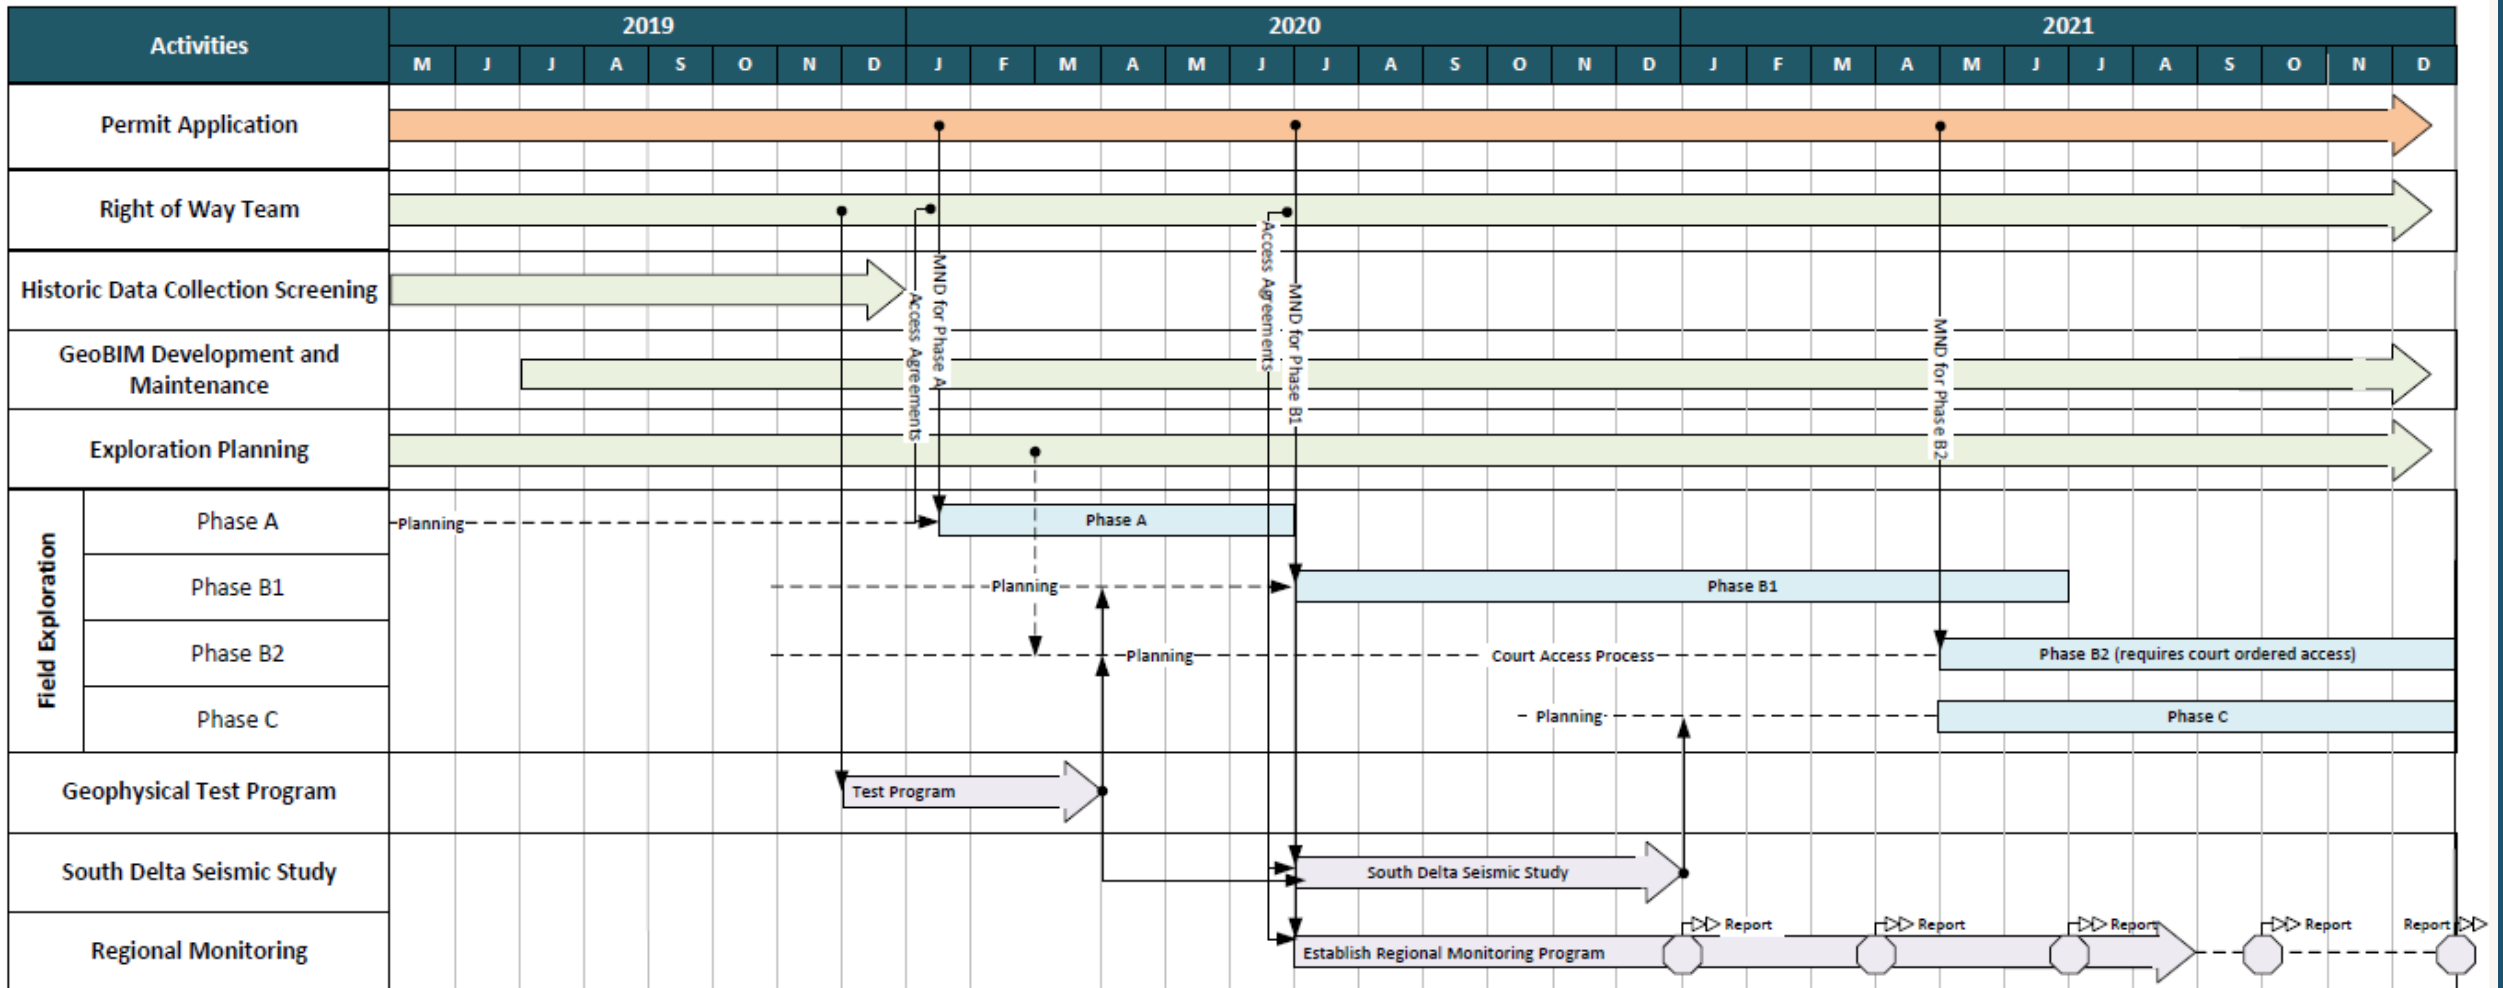 Activities
2019
2020
2021
M J J A S O N D J F M A M J J A S O N D J F M A M J J A S O N D
Permit Application
Right of Way Team
Historic Data Collection Screening
GeoBIM Development and
Maintenance
Exploration Planning
Access Agreements
MND for Phase A
Access Agreements
MND for Phase B1
MND for Phase B2
Field Exploration
Phase A
Planning
Phase A
Phase B1
Planning
Phase B1
Phase B2
Planning
Court Access Process
Phase B2 (requires court ordered access)
Phase C
Planning
Phase C
Geophysical Test Program
Test Program
South Delta Seismic Study
South Delta Seismic Study
Regional Monitoring
Establish Regional Monitoring Program
Report
Report
Report
Report
Report